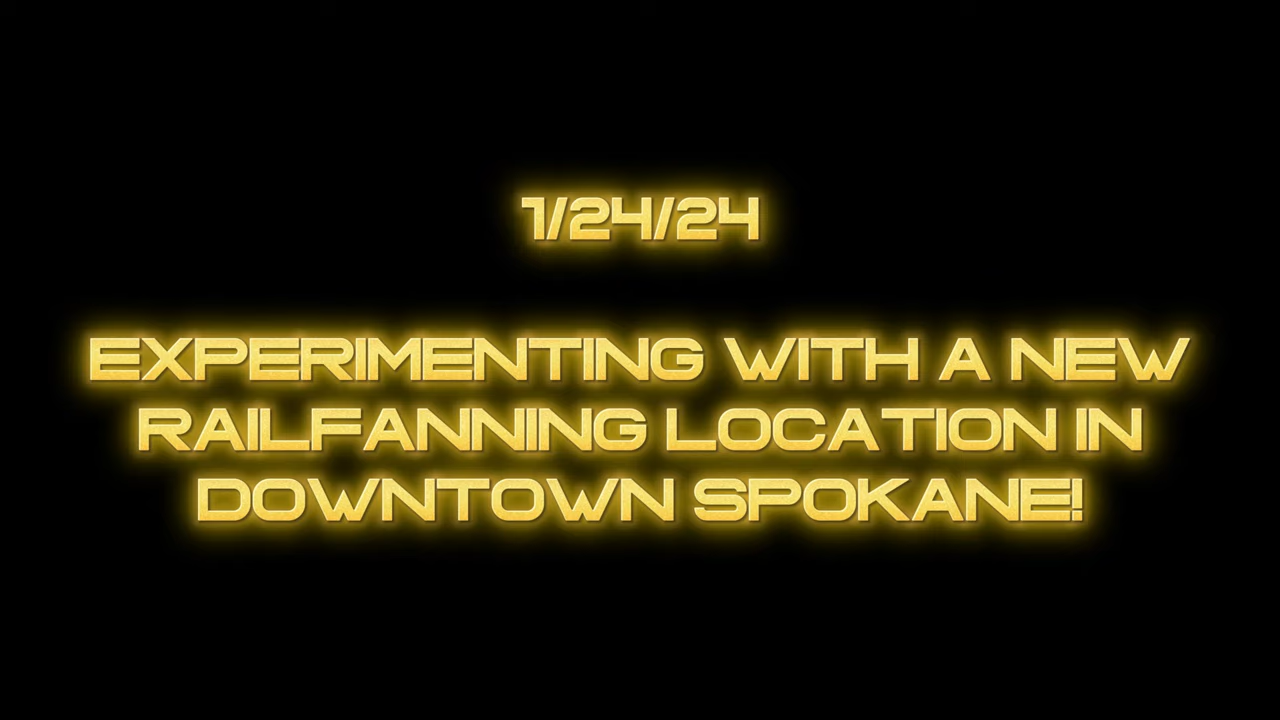 1/24/24
EXPERIMENTING WITH A NEW
RAILFANNING LOCATION IN
DOWNTOWN SPOKANE!